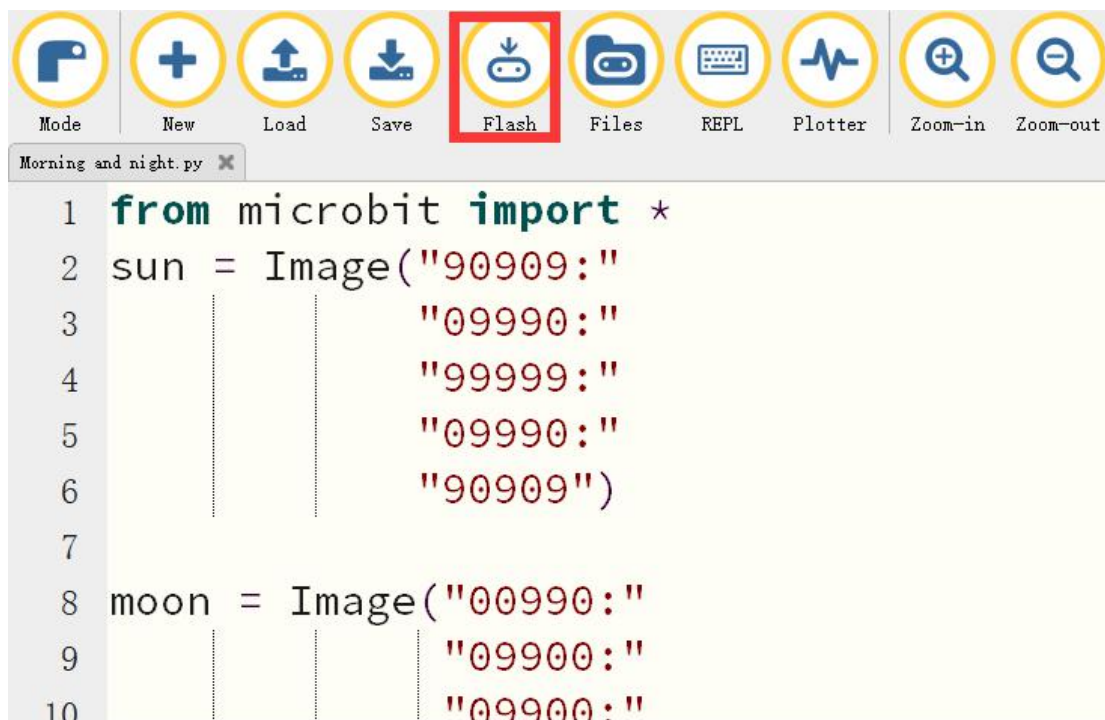 Mode New Load Save Flash Files REPL Plotter Zoom-in Zoom-out
Morning and night.py
1 from microbit import *
2 sun = Image("90909:"
3 "09990:"
4 "99999:"
5 "09990:"
6 "90909")
7
8 moon = Image("00990:"
9 "09900:"
10 "09900:"